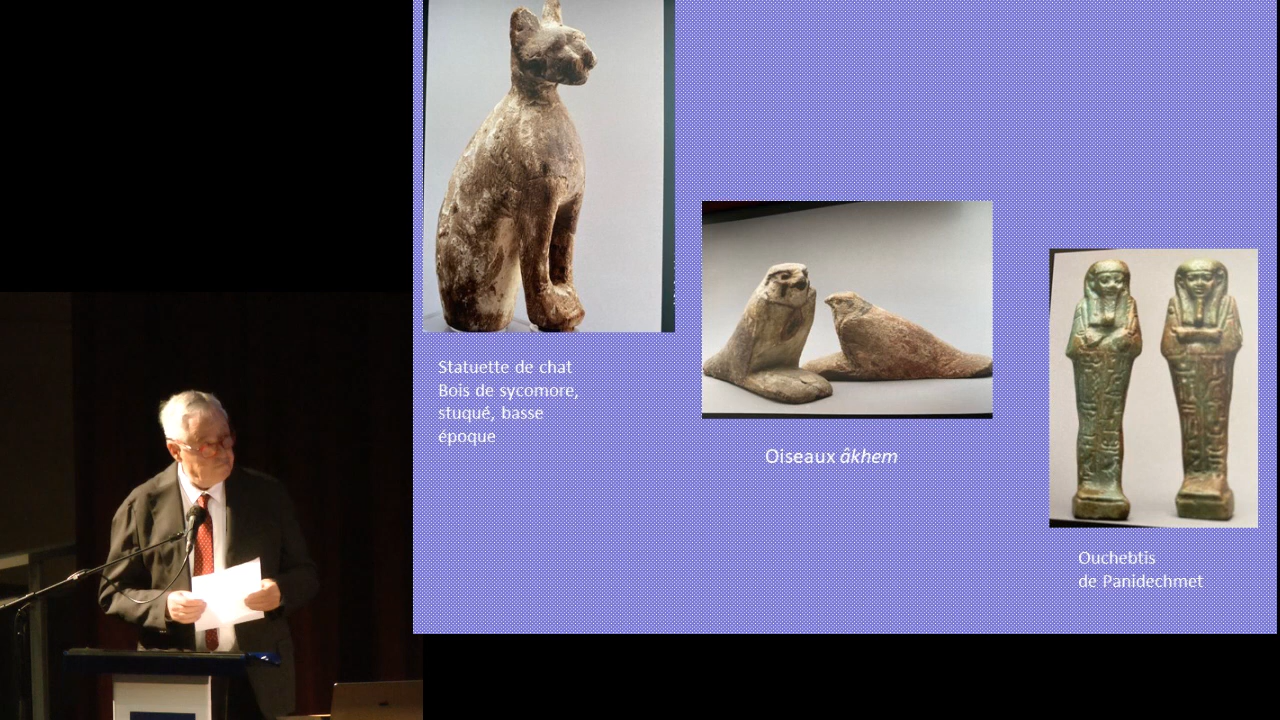 Statuette de chat
Bois de sycomore,
stuqué, basse
époque
Oiseaux âkhem
Ouchebtis
de Panidechmet